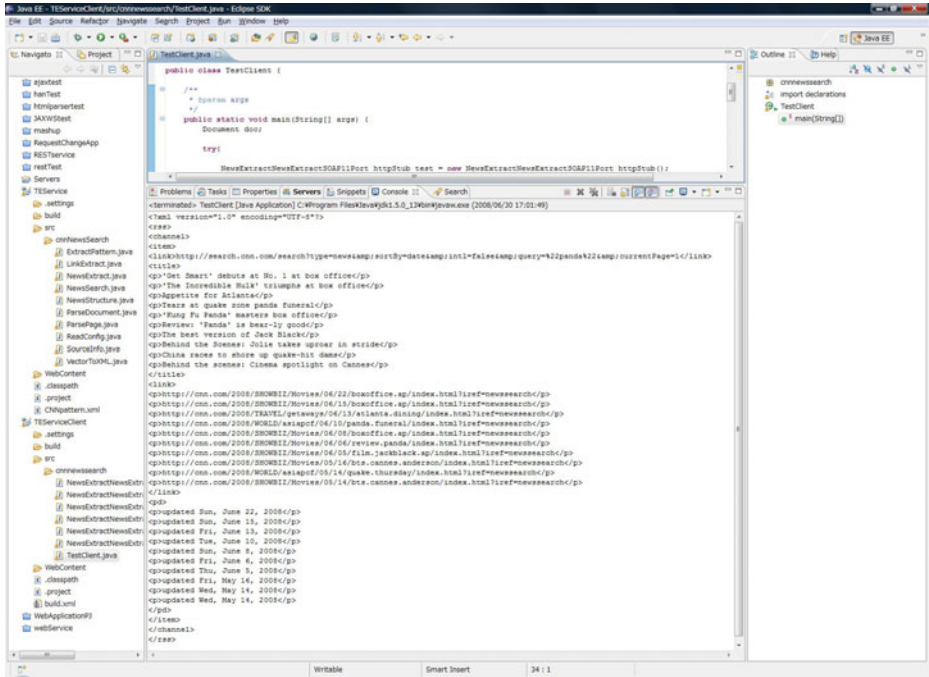 Java EE - TEServiceClient/src/cnnnewssearch/TestClient.java - Eclipse SDK
File Edit Source Refactor Navigate Search Project Run Window Help
Java EE
Navigato Project
ajaxtest
hanTest
htmlparsertest
JAXWStest
mashup
RequestChangeApp
RESTservice
restTest
Servers
TEService
.settings
build
src
cnnNewsSearch
ExtractPattern.java
LinkExtract.java
NewsExtract.java
NewsSearch.java
NewsStructure.java
ParseDocument.java
ParsePage.java
ReadConfig.java
SourceInfo.java
VectorToXML.java
WebContent
.classpath
.project
CNNpattern.xml
TEServiceClient
.settings
build
src
cnnnewssearch
NewsExtractNewsExtr
NewsExtractNewsExtr
NewsExtractNewsExtr
NewsExtractNewsExtr
NewsExtractNewsExtr
NewsExtractNewsExtr
TestClient.java
WebContent
.classpath
.project
build.xml
WebApplicationPJ
webService
TestClient.java
public class TestClient {
/**
* @param args
*/
public static void main(String[] args) {
Document doc;
try{
NewsExtractNewsExtractSOAP11Port_httpStub test = new NewsExtractNewsExtractSOAP11Port_httpStub();
Problems Tasks Properties Servers Snippets Console Search
<terminated> TestClient [Java Application] C:¥Program Files¥Java¥jdk1.5.0_13¥bin¥javaw.exe (2008/06/30 17:01:49)
<?xml version="1.0" encoding="UTF-8"?>
<rss>
<channel>
<item>
<link>http://search.cnn.com/search?type=news&amp;sortBy=date&amp;intl=false&amp;query=%22panda%22&amp;currentPage=1</link>
<title>
<p>'Get Smart' debuts at No. 1 at box office</p>
<p>'The Incredible Hulk' triumphs at box office</p>
<p>Appetite for Atlanta</p>
<p>Tears at quake zone panda funeral</p>
<p>'Kung Fu Panda' masters box office</p>
<p>Review: 'Panda' is bear-ly good</p>
<p>The best version of Jack Black</p>
<p>Behind the Scenes: Jolie takes uproar in stride</p>
<p>China races to shore up quake-hit dams</p>
<p>Behind the scenes: Cinema spotlight on Cannes</p>
</title>
<link>
<p>http://cnn.com/2008/SHOWBIZ/Movies/06/22/boxoffice.ap/index.html?iref=newssearch</p>
<p>http://cnn.com/2008/SHOWBIZ/Movies/06/15/boxoffice.ap/index.html?iref=newssearch</p>
<p>http://cnn.com/2008/TRAVEL/getaways/06/13/atlanta.dining/index.html?iref=newssearch</p>
<p>http://cnn.com/2008/WORLD/asiapcf/06/10/panda.funeral/index.html?iref=newssearch</p>
<p>http://cnn.com/2008/SHOWBIZ/Movies/06/08/boxoffice.ap/index.html?iref=newssearch</p>
<p>http://cnn.com/2008/SHOWBIZ/Movies/06/06/review.panda/index.html?iref=newssearch</p>
<p>http://cnn.com/2008/SHOWBIZ/Movies/06/05/film.jackblack.ap/index.html?iref=newssearch</p>
<p>http://cnn.com/2008/SHOWBIZ/Movies/05/16/bts.cannes.anderson/index.html?iref=newssearch</p>
<p>http://cnn.com/2008/WORLD/asiapcf/05/14/quake.thursday/index.html?iref=newssearch</p>
<p>http://cnn.com/2008/SHOWBIZ/Movies/05/14/bts.cannes.anderson/index.html?iref=newssearch</p>
</link>
<pd>
<p>updated Sun, June 22, 2008</p>
<p>updated Sun, June 15, 2008</p>
<p>updated Fri, June 13, 2008</p>
<p>updated Tue, June 10, 2008</p>
<p>updated Sun, June 8, 2008</p>
<p>updated Fri, June 6, 2008</p>
<p>updated Thu, June 5, 2008</p>
<p>updated Fri, May 16, 2008</p>
<p>updated Wed, May 14, 2008</p>
<p>updated Wed, May 14, 2008</p>
</pd>
</item>
</channel>
</rss>
Outline Help
cnnnewssearch
import declarations
TestClient
main(String[])
Writable Smart Insert 34 : 1